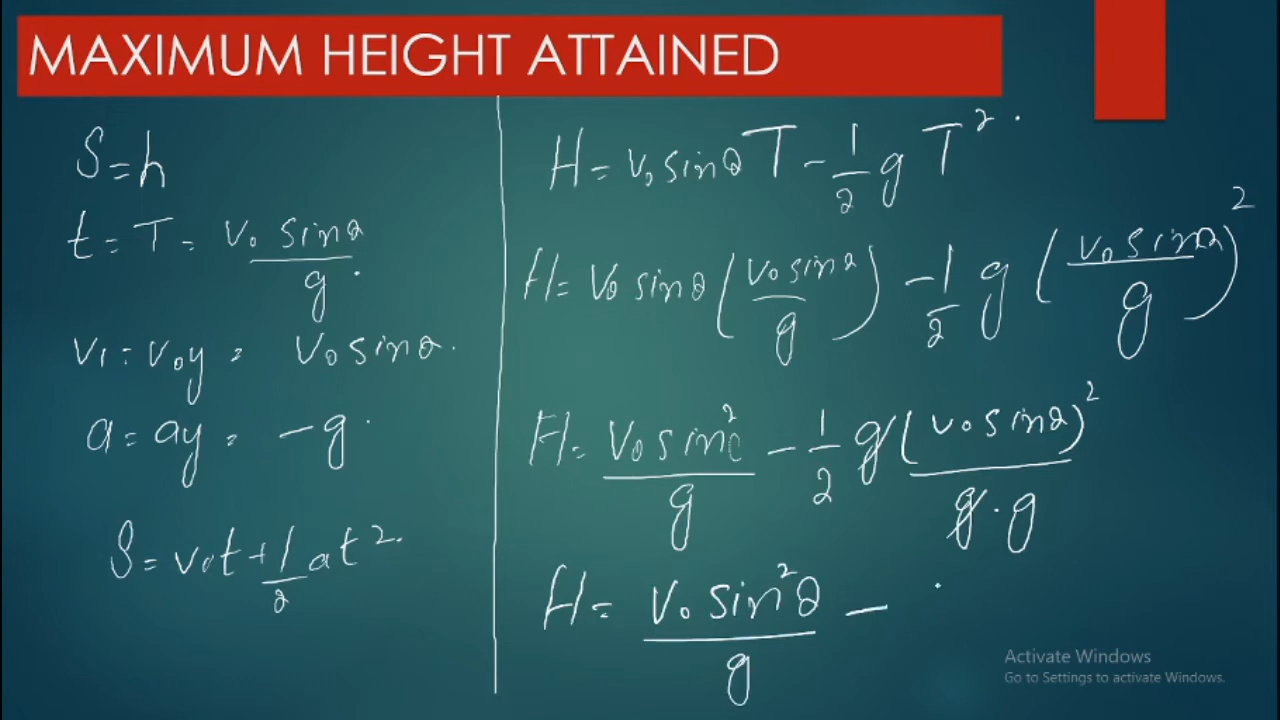 MAXIMUM HEIGHT ATTAINED
S = h
t = T = v₀ sinθ / g.
v₁ = v₀y = v₀ sinθ.
a = ay = -g.
S = v₀t + 1/2 at².
H = v₀ sinθ T - 1/2 g T².
H = v₀ sinθ (v₀ sinθ / g) - 1/2 g (v₀ sinθ / g)²
H = v₀ sin²θ / g - 1/2 g (v₀ sinθ)² / g.g
H = v₀ sin²θ / g -
Activate Windows
Go to Settings to activate Windows.